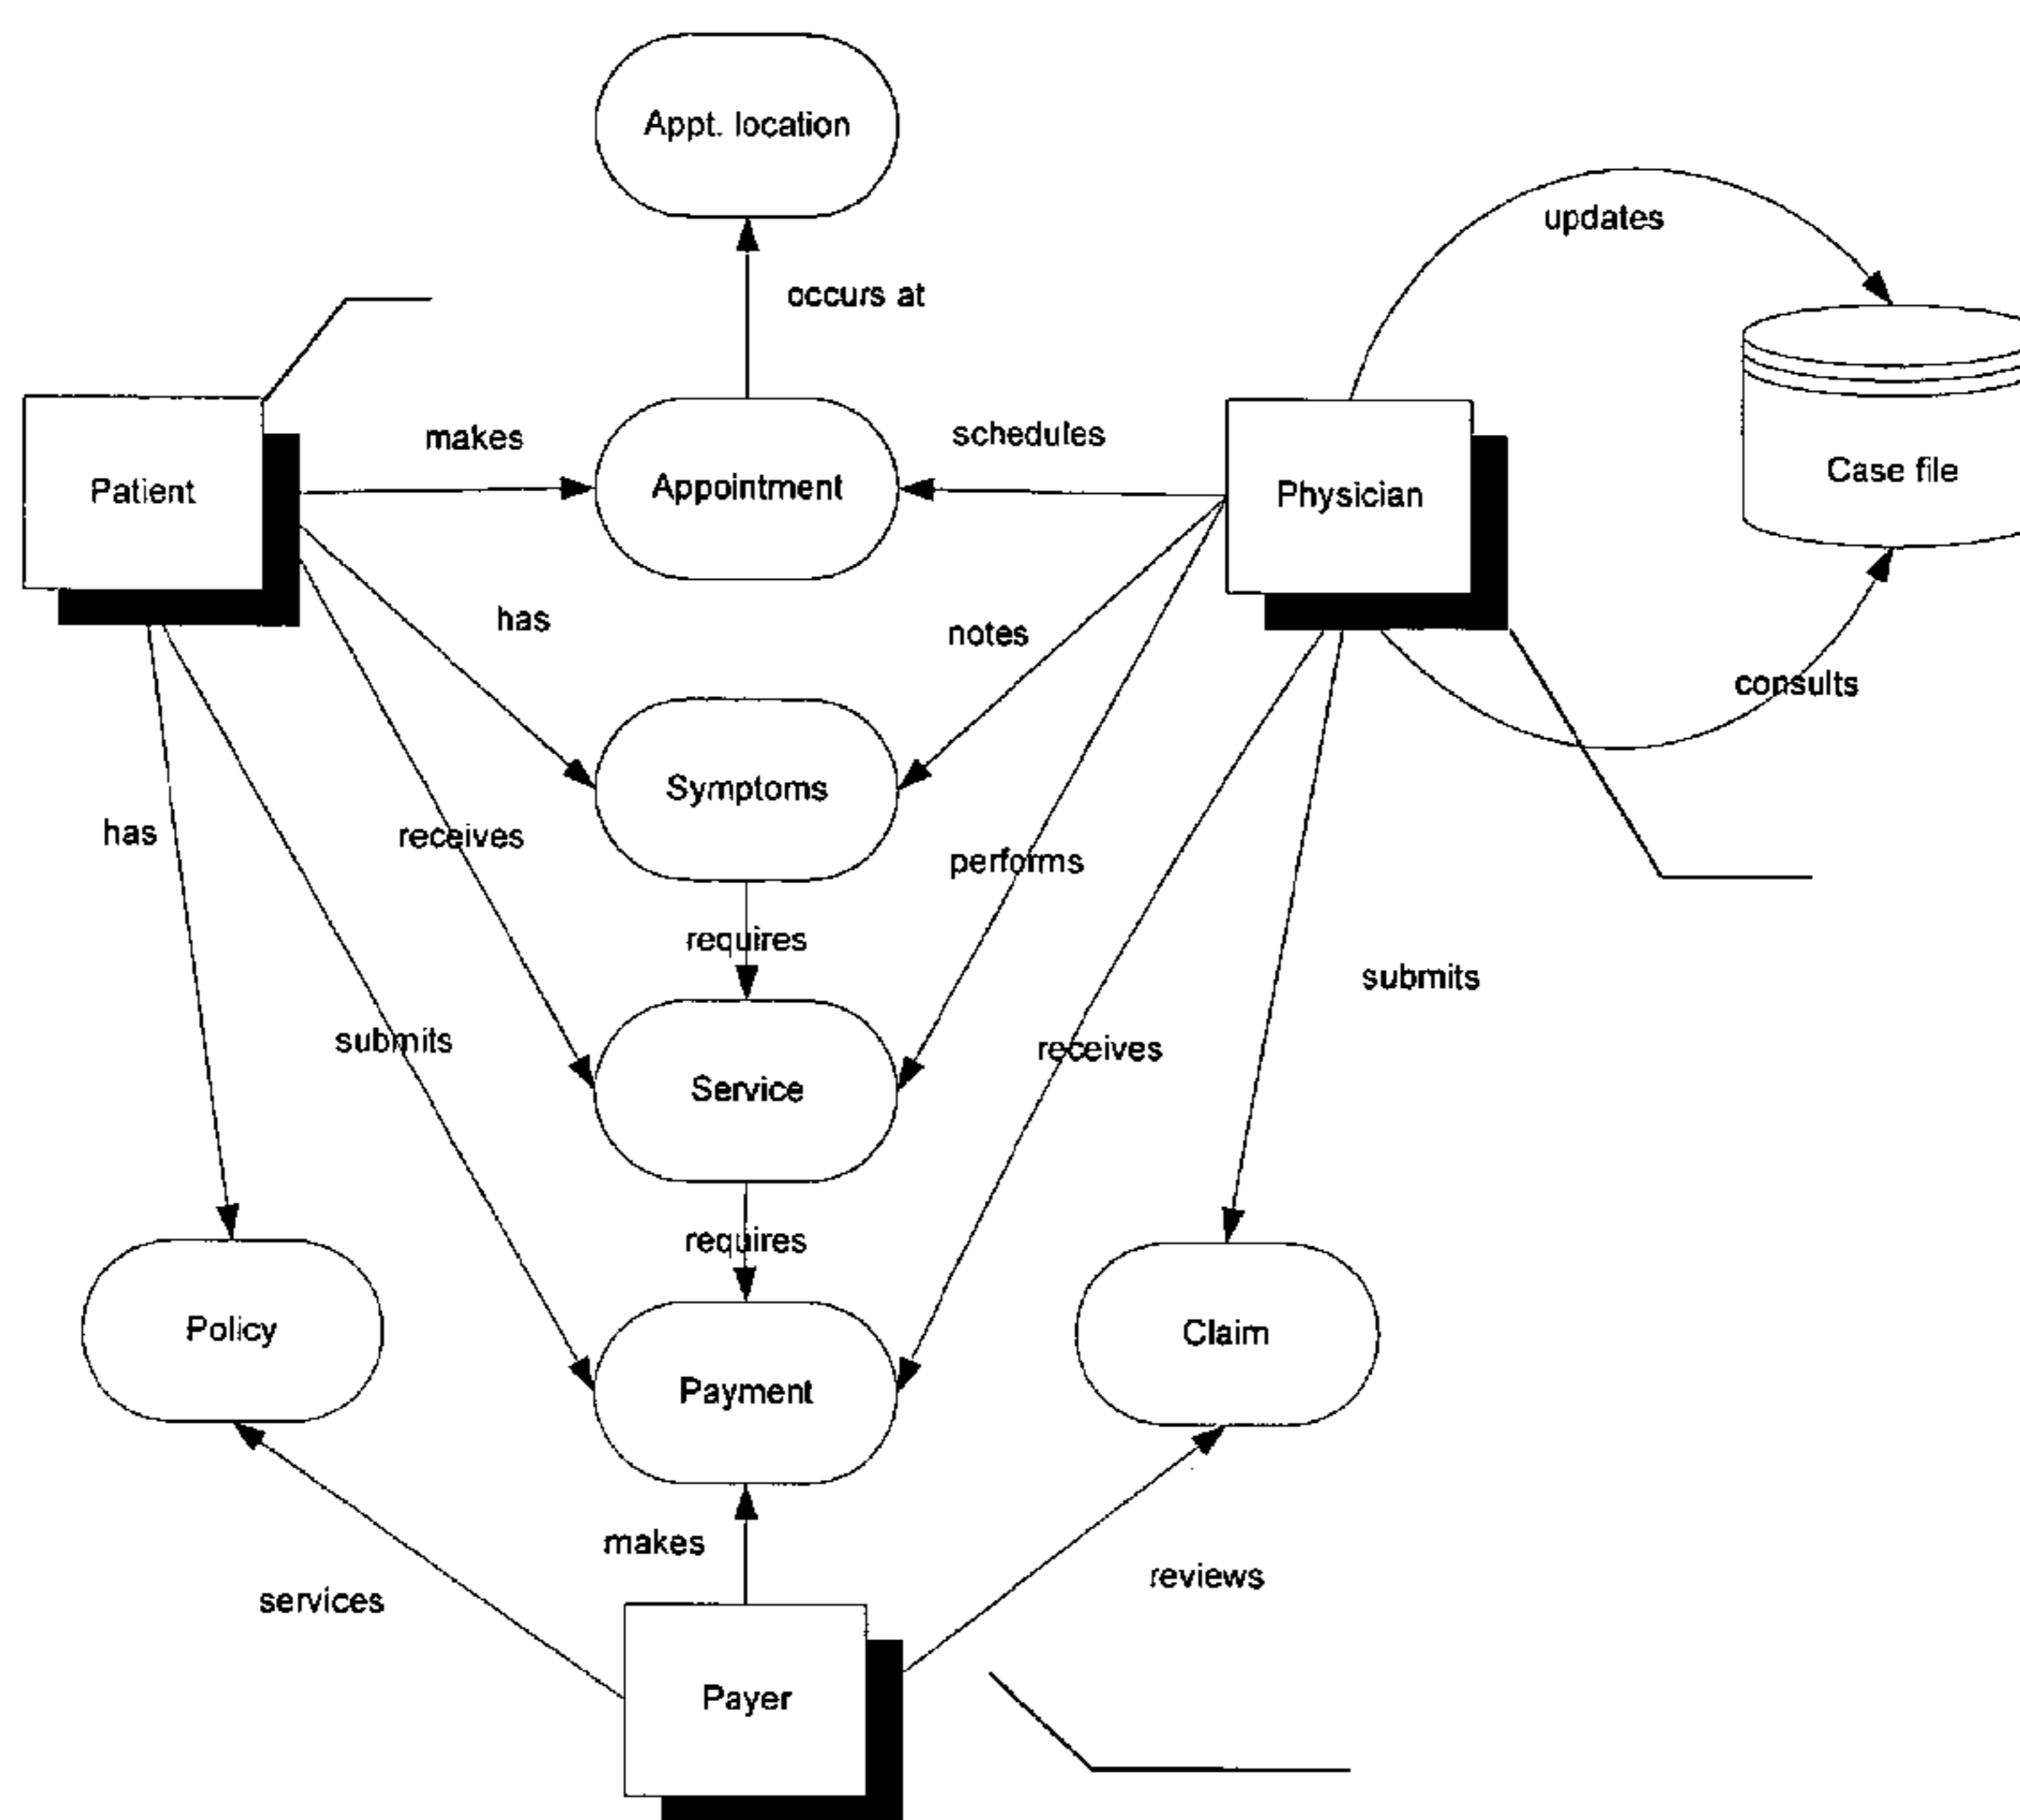 Appt. location
updates
occurs at
makes
schedules
Patient
Appointment
Physician
Case file
has
notes
consults
Symptoms
has
receives
performs
requires
submits
submits
receives
Service
requires
Policy
Payment
Claim
makes
reviews
services
Payer